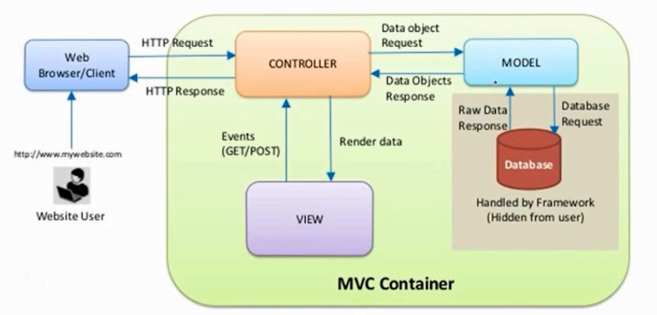 Web
Browser/Client
HTTP Request
HTTP Response
CONTROLLER
Data object
Request
Data Objects
Response
MODEL
Raw Data
Response
Database
Request
Database
Handled by Framework
(Hidden from user)
Events
(GET/POST)
Render data
VIEW
http://www.mywebsite.com
Website User
MVC Container